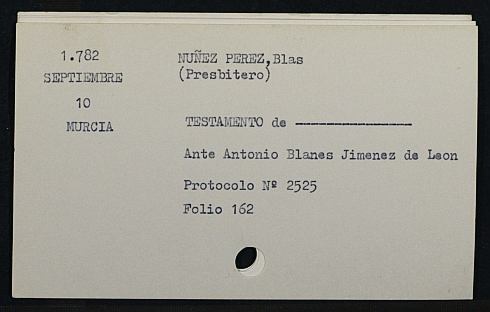 1.782
SEPTIEMBRE
10
MURCIA
NUÑEZ PEREZ,Blas
(Presbitero)
TESTAMENTO de ---------------
Ante Antonio Blanes Jimenez de Leon
Protocolo Nº 2525
Folio 162